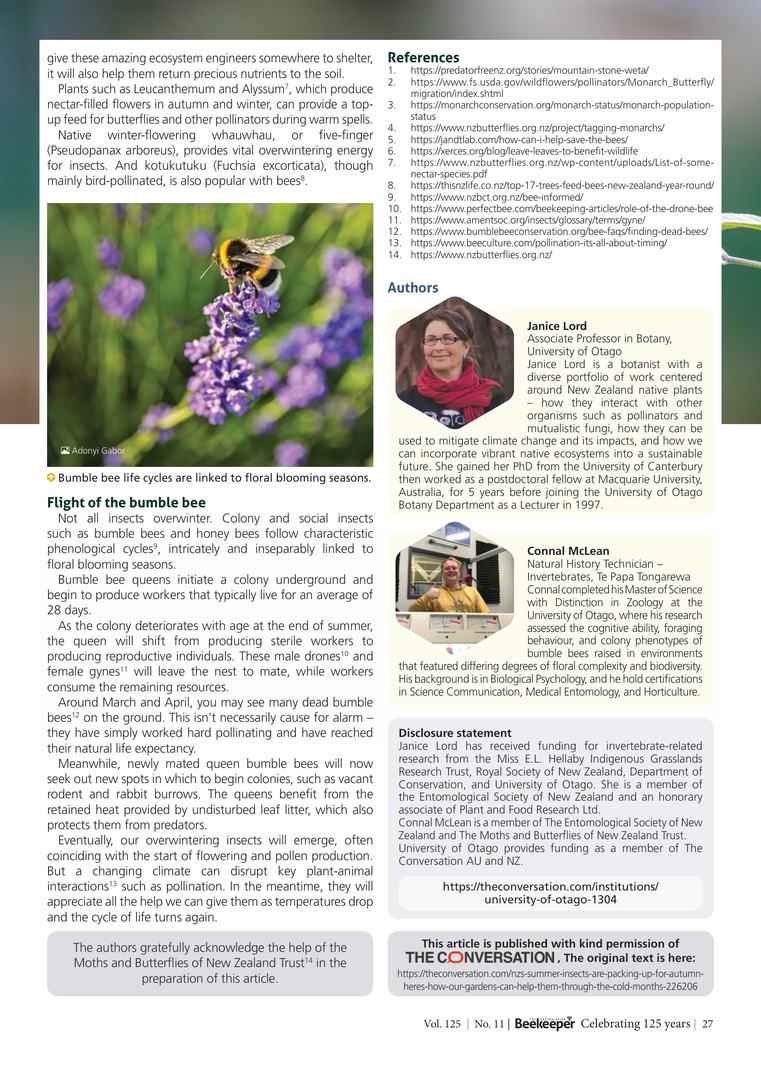 give these amazing ecosystem engineers somewhere to shelter,
it will also help them return precious nutrients to the soil.
Plants such as Leucanthemum and Alyssum7, which produce
nectar-filled flowers in autumn and winter, can provide a top-
up feed for butterflies and other pollinators during warm spells.
Native winter-flowering whauwhau, or five-finger
(Pseudopanax arboreus), provides vital overwintering energy
for insects. And kotukutuku (Fuchsia excorticata), though
mainly bird-pollinated, is also popular with bees8.
Adonyi Gabor
Bumble bee life cycles are linked to floral blooming seasons.
Flight of the bumble bee
Not all insects overwinter. Colony and social insects
such as bumble bees and honey bees follow characteristic
phenological cycles9, intricately and inseparably linked to
floral blooming seasons.
Bumble bee queens initiate a colony underground and
begin to produce workers that typically live for an average of
28 days.
As the colony deteriorates with age at the end of summer,
the queen will shift from producing sterile workers to
producing reproductive individuals. These male drones10 and
female gynes11 will leave the nest to mate, while workers
consume the remaining resources.
Around March and April, you may see many dead bumble
bees12 on the ground. This isn't necessarily cause for alarm –
they have simply worked hard pollinating and have reached
their natural life expectancy.
Meanwhile, newly mated queen bumble bees will now
seek out new spots in which to begin colonies, such as vacant
rodent and rabbit burrows. The queens benefit from the
retained heat provided by undisturbed leaf litter, which also
protects them from predators.
Eventually, our overwintering insects will emerge, often
coinciding with the start of flowering and pollen production.
But a changing climate can disrupt key plant-animal
interactions13 such as pollination. In the meantime, they will
appreciate all the help we can give them as temperatures drop
and the cycle of life turns again.
The authors gratefully acknowledge the help of the
Moths and Butterflies of New Zealand Trust14 in the
preparation of this article.
References
1. https://predatorfreenz.org/stories/mountain-stone-weta/
2. https://www.fs.usda.gov/wildflowers/pollinators/Monarch_Butterfly/
migration/index.shtml
3. https://monarchconservation.org/monarch-status/monarch-population-
status
4. https://www.nzbutterflies.org.nz/project/tagging-monarchs/
5. https://jandtlab.com/how-can-i-help-save-the-bees/
6. https://xerces.org/blog/leave-leaves-to-benefit-wildlife
7. https://www.nzbutterflies.org.nz/wp-content/uploads/List-of-some-
nectar-species.pdf
8. https://thisnzlife.co.nz/top-17-trees-feed-bees-new-zealand-year-round/
9. https://www.nzbct.org.nz/bee-informed/
10. https://www.perfectbee.com/beekeeping-articles/role-of-the-drone-bee
11. https://www.amentsoc.org/insects/glossary/terms/gyne/
12. https://www.bumblebeeconservation.org/bee-faqs/finding-dead-bees/
13. https://www.beeculture.com/pollination-its-all-about-timing/
14. https://www.nzbutterflies.org.nz/
Authors
Janice Lord
Associate Professor in Botany,
University of Otago
Janice Lord is a botanist with a
diverse portfolio of work centered
around New Zealand native plants
– how they interact with other
organisms such as pollinators and
mutualistic fungi, how they can be
used to mitigate climate change and its impacts, and how we
can incorporate vibrant native ecosystems into a sustainable
future. She gained her PhD from the University of Canterbury
then worked as a postdoctoral fellow at Macquarie University,
Australia, for 5 years before joining the University of Otago
Botany Department as a Lecturer in 1997.
Connal McLean
Natural History Technician –
Invertebrates, Te Papa Tongarewa
Connal completed his Master of Science
with Distinction in Zoology at the
University of Otago, where his research
assessed the cognitive ability, foraging
behaviour, and colony phenotypes of
bumble bees raised in environments
that featured differing degrees of floral complexity and biodiversity.
His background is in Biological Psychology, and he hold certifications
in Science Communication, Medical Entomology, and Horticulture.
Disclosure statement
Janice Lord has received funding for invertebrate-related
research from the Miss E.L. Hellaby Indigenous Grasslands
Research Trust, Royal Society of New Zealand, Department of
Conservation, and University of Otago. She is a member of
the Entomological Society of New Zealand and an honorary
associate of Plant and Food Research Ltd.
Connal McLean is a member of The Entomological Society of New
Zealand and The Moths and Butterflies of New Zealand Trust.
University of Otago provides funding as a member of The
Conversation AU and NZ.
https://theconversation.com/institutions/
university-of-otago-1304
This article is published with kind permission of
THE CONVERSATION, The original text is here:
https://theconversation.com/nzs-summer-insects-are-packing-up-for-autumn-
heres-how-our-gardens-can-help-them-through-the-cold-months-226206
Vol. 125 | No. 11 | Beekeeper Celebrating 125 years | 27